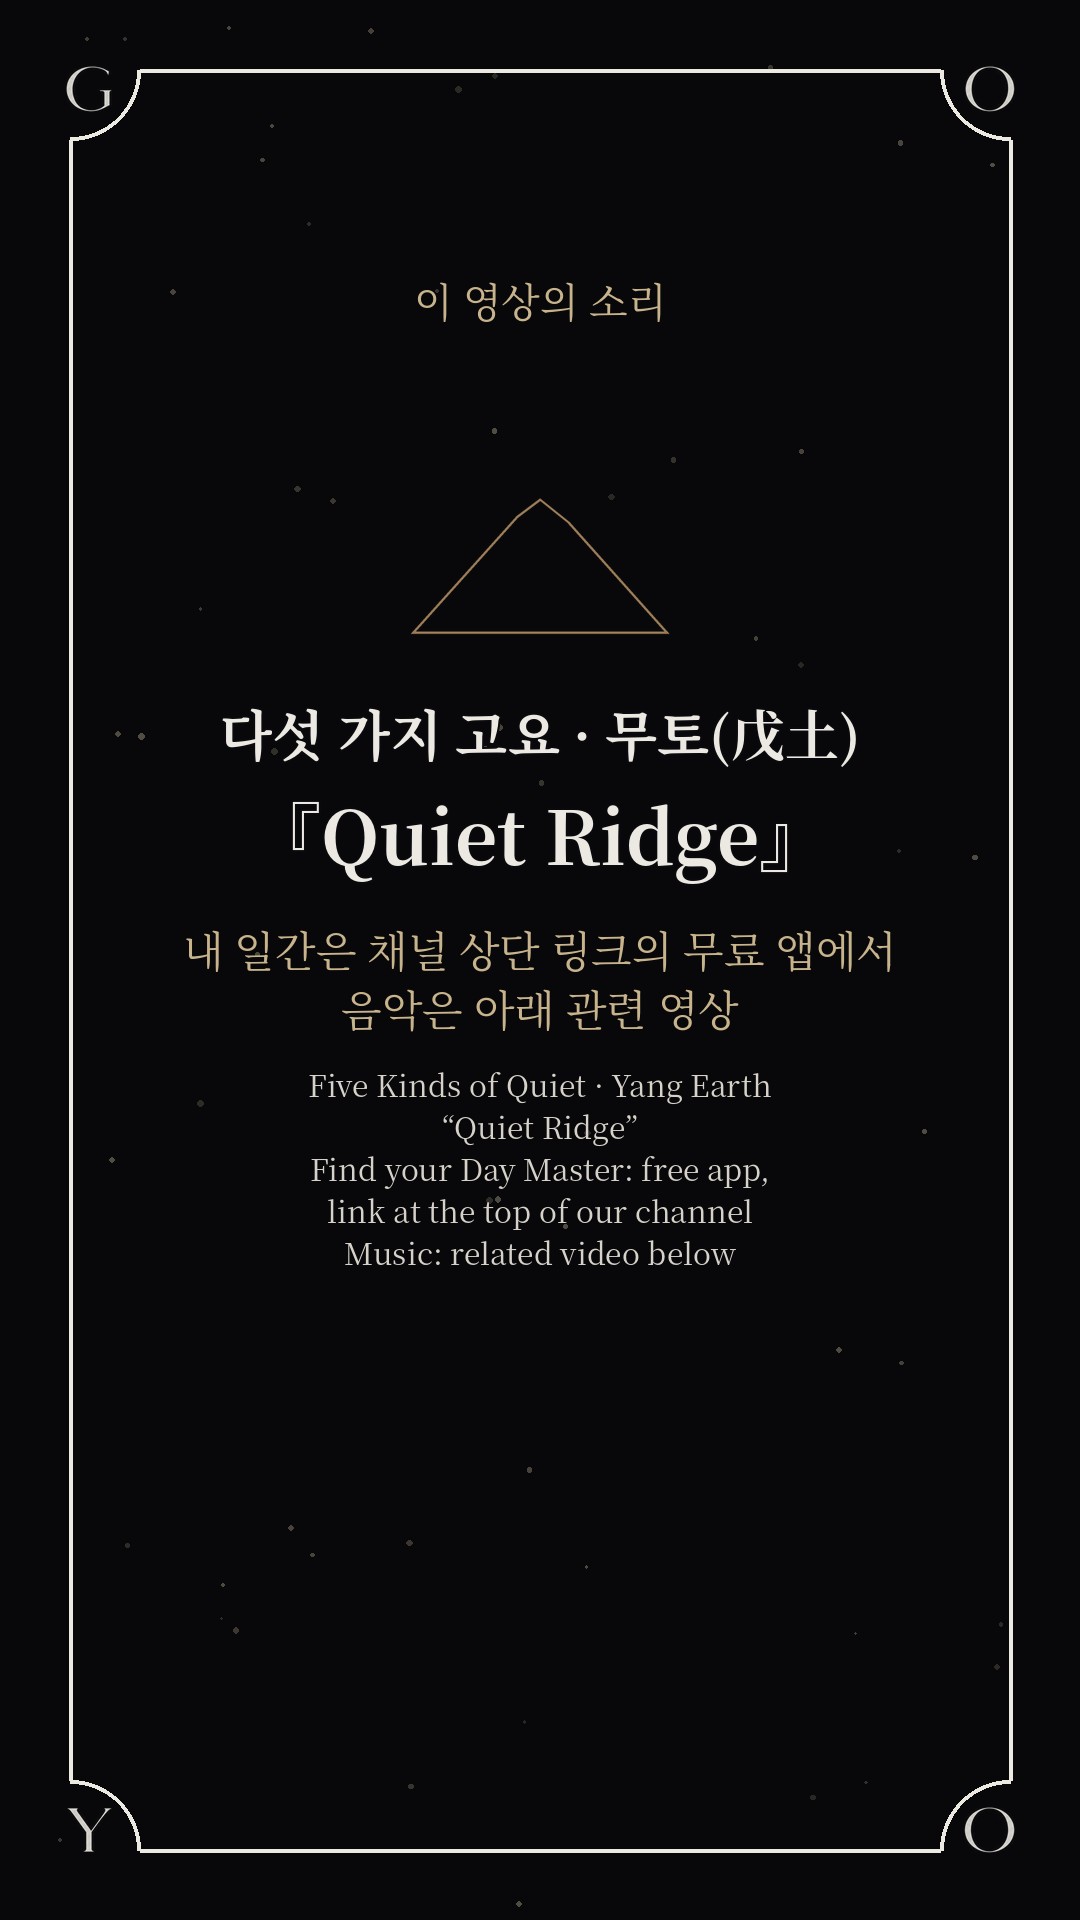 G O
이 영상의 소리
다섯 가지 고요 · 무토(戊土)
『Quiet Ridge』
내 일간은 채널 상단 링크의 무료 앱에서
음악은 아래 관련 영상
Five Kinds of Quiet · Yang Earth
“Quiet Ridge”
Find your Day Master: free app,
link at the top of our channel
Music: related video below
Y O